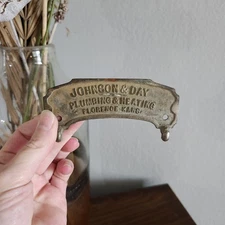 JOHNSON & DAY
PLUMBING & HEATING
FLORENCE - KANS.